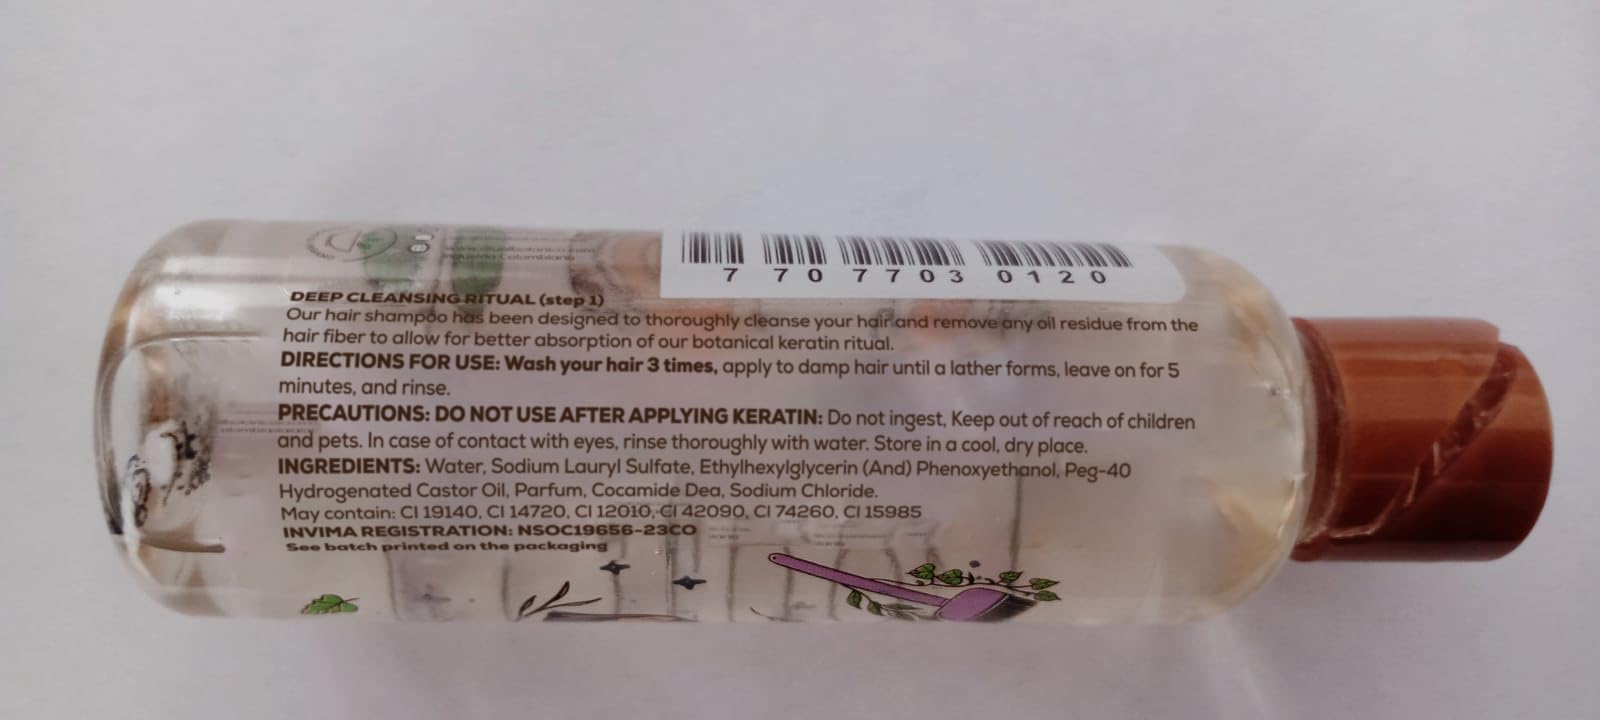 7 707703 0120
DEEP CLEANSING RITUAL (step 1)
Our hair shampoo has been designed to thoroughly cleanse your hair and remove any oil residue from the
hair fiber to allow for better absorption of our botanical keratin ritual.
DIRECTIONS FOR USE: Wash your hair 3 times, apply to damp hair until a lather forms, leave on for 5
minutes, and rinse.
PRECAUTIONS: DO NOT USE AFTER APPLYING KERATIN: Do not ingest, Keep out of reach of children
and pets. In case of contact with eyes, rinse thoroughly with water. Store in a cool, dry place.
INGREDIENTS: Water, Sodium Lauryl Sulfate, Ethylhexylglycerin (And) Phenoxyethanol, Peg-40
Hydrogenated Castor Oil, Parfum, Cocamide Dea, Sodium Chloride.
May contain: CI 19140, CI 14720, CI 12010, CI 42090, CI 74260, CI 15985
INVIMA REGISTRATION: NSOC19656-23CO
See batch printed on the packaging